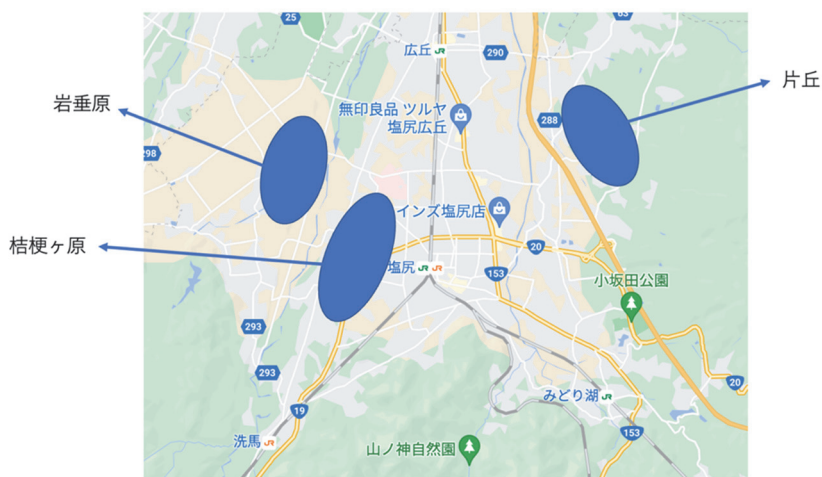 25
63
広丘
290
片丘
岩垂原
無印良品 ツルヤ
塩尻広丘
288
298
インズ塩尻店
桔梗ヶ原
20
塩尻
153
小坂田公園
293
293
20
みどり湖
19
153
洗馬
山ノ神自然園